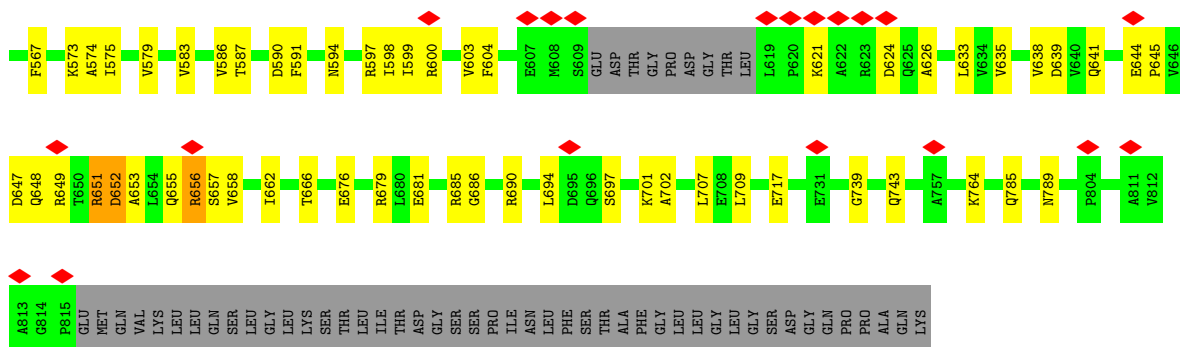 F567 K573 A574 I575 V579 V583 V586 T587 D590 F591 N594 R597 I598 I599 R600 V603 F604 E607 M608 S609 GLU ASP THR GLY PRO ASP GLY THR LEU L619 P620 K621 A622 R623 D624 Q625 A626 L633 V634 V635 V638 D639 V640 Q641 E644 P645 V646
D647 Q648 R649 T650 R651 D652 A653 L654 Q655 R656 S657 V658 I662 T666 E676 R679 L680 E681 R685 G686 R690 L694 D695 Q696 S697 K701 A702 L707 E708 L709 E717 E731 G739 Q743 A757 K764 Q785 N789 P804 A811 V812
A813 G814 P815 GLU MET GLN VAL LYS LEU LEU GLN SER LEU GLY LEU LYS SER THR LEU ILE THR ASP GLY SER SER PRO ILE ASN LEU PHE SER THR ALA PHE GLY LEU LEU GLY LEU GLY SER ASP GLY GLN PRO PRO ALA GLN LYS